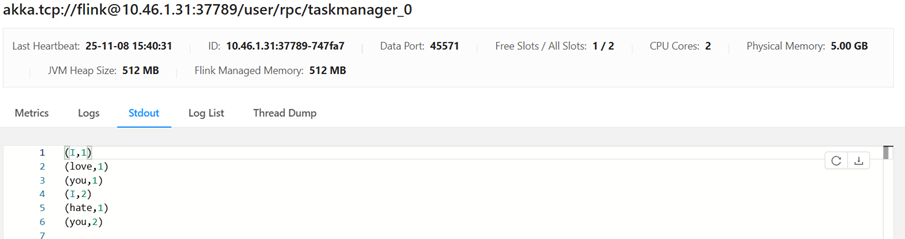 akka.tcp://flink@10.46.1.31:37789/user/rpc/taskmanager_0
Last Heartbeat: 25-11-08 15:40:31 ID: 10.46.1.31:37789-747fa7 Data Port: 45571 Free Slots / All Slots: 1 / 2 CPU Cores: 2 Physical Memory: 5.00 GB
JVM Heap Size: 512 MB Flink Managed Memory: 512 MB
Metrics Logs Stdout Log List Thread Dump
1 (I,1)
2 (love,1)
3 (you,1)
4 (I,2)
5 (hate,1)
6 (you,2)
7